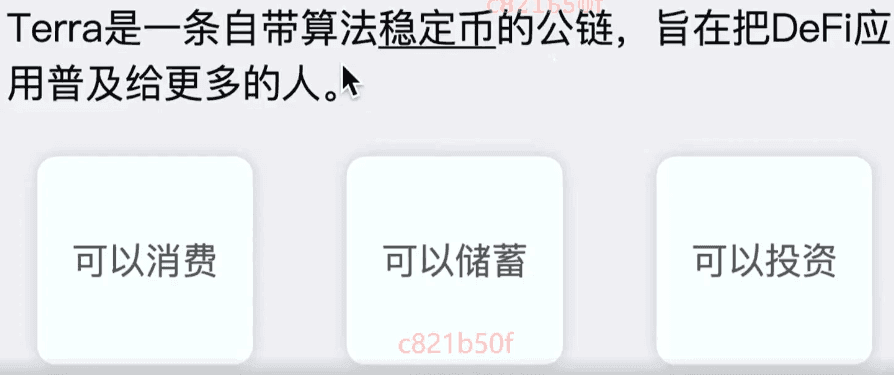 Terra是一条自带算法稳定币的公链，旨在把DeFi应
用普及给更多的人。
可以消费
可以储蓄
可以投资
c821b50f